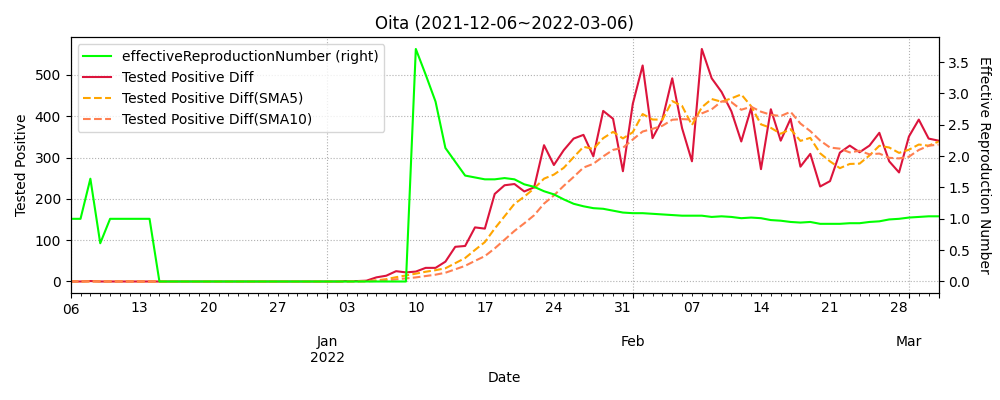 Oita (2021-12-06~2022-03-06)
effectiveReproductionNumber (right)
Tested Positive Diff
Tested Positive Diff(SMA5)
Tested Positive Diff(SMA10)
Tested Positive
500
400
300
200
100
0
Effective Reproduction Number
3.5
3.0
2.5
2.0
1.5
1.0
0.5
0.0
06 13 20 27 03 10 17 24 31 07 14 21 28
Jan Feb Mar
2022
Date